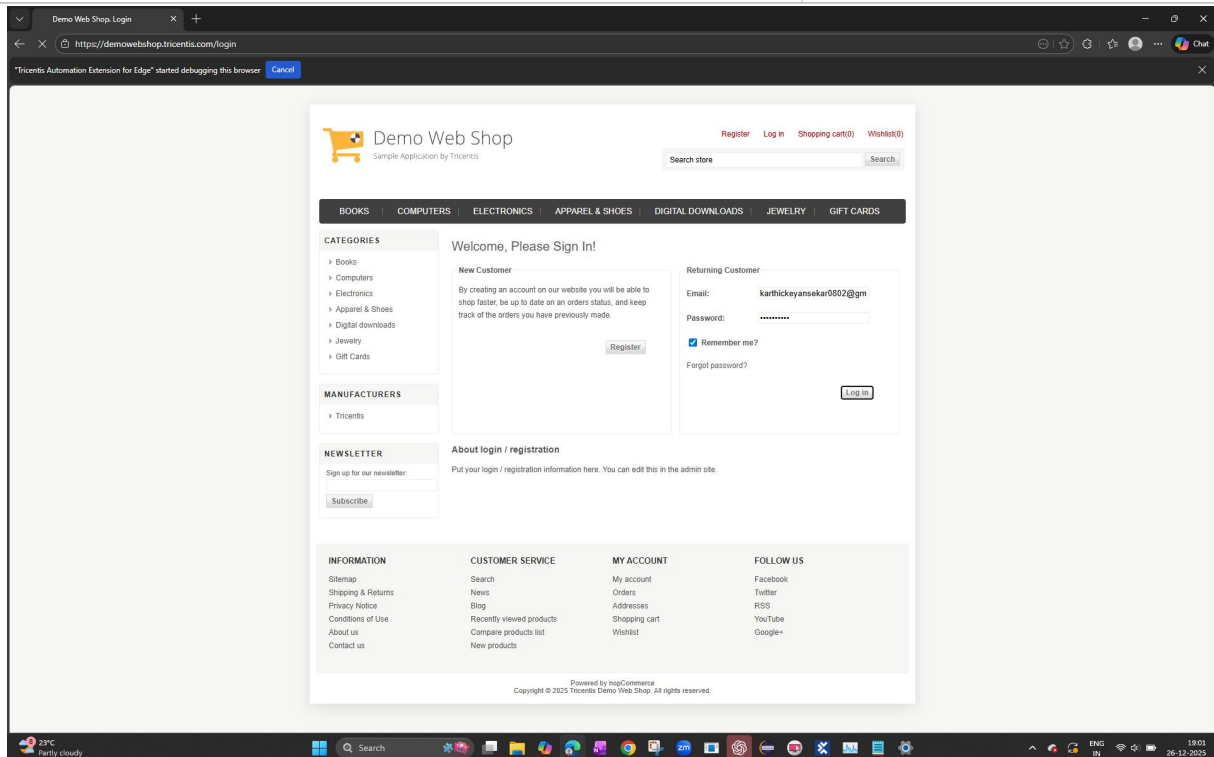 Demo Web Shop. Login
https://demowebshop.tricentis.com/login
Chat
"Tricentis Automation Extension for Edge" started debugging this browser Cancel
Demo Web Shop
Sample Application by Tricentis
Register Log in Shopping cart(0) Wishlist(0)
Search store Search
BOOKS COMPUTERS ELECTRONICS APPAREL & SHOES DIGITAL DOWNLOADS JEWELRY GIFT CARDS
CATEGORIES
Books
Computers
Electronics
Apparel & Shoes
Digital downloads
Jewelry
Gift Cards
MANUFACTURERS
Tricentis
NEWSLETTER
Sign up for our newsletter:
Subscribe
Welcome, Please Sign In!
New Customer
By creating an account on our website you will be able to
shop faster, be up to date on an orders status, and keep
track of the orders you have previously made.
Register
Returning Customer
Email: karthickeyansekar0802@gm
Password: ••••••••••
Remember me?
Forgot password?
Log in
About login / registration
Put your login / registration information here. You can edit this in the admin site.
INFORMATION
Sitemap
Shipping & Returns
Privacy Notice
Conditions of Use
About us
Contact us
CUSTOMER SERVICE
Search
News
Blog
Recently viewed products
Compare products list
New products
MY ACCOUNT
My account
Orders
Addresses
Shopping cart
Wishlist
FOLLOW US
Facebook
Twitter
RSS
YouTube
Google+
Powered by nopCommerce
Copyright © 2025 Tricentis Demo Web Shop. All rights reserved.
23°C
Partly cloudy
Search
zm
ENG
IN
19:01
26-12-2025